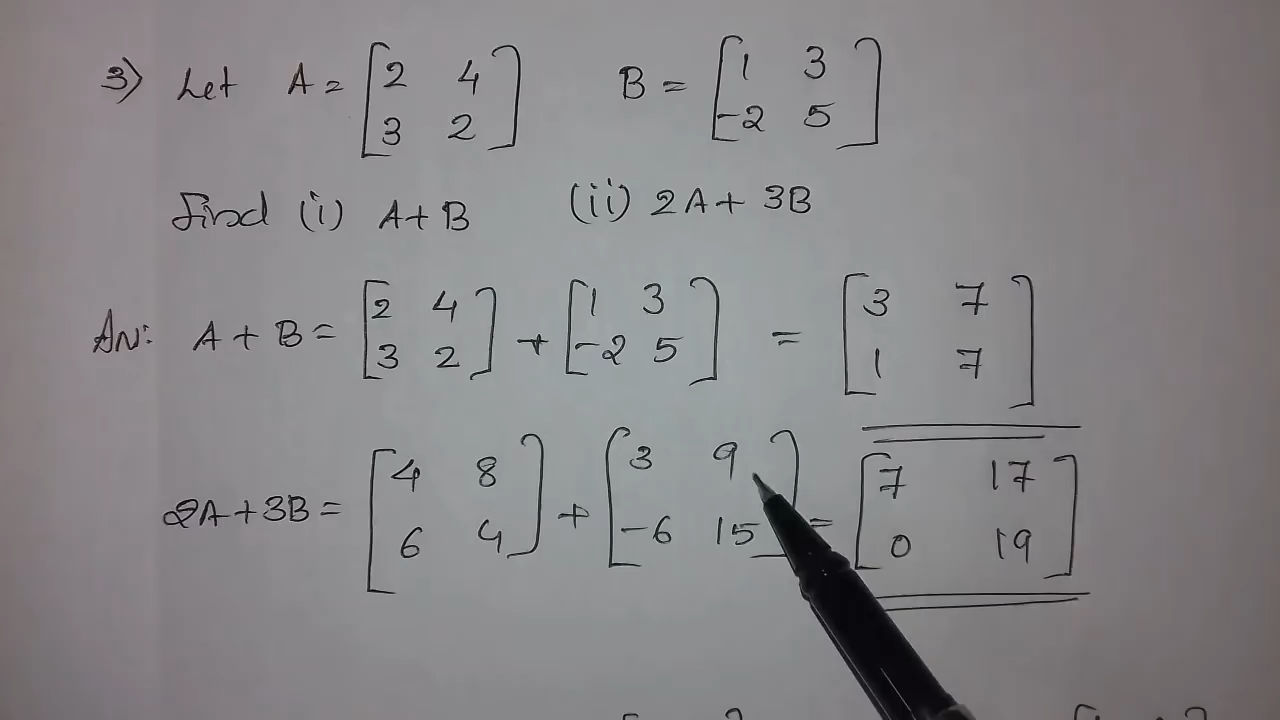 3) Let A = [2 4 3 2] B = [1 3 -2 5]
Find (i) A+B (ii) 2A + 3B
An: A + B = [2 4 3 2] + [1 3 -2 5] = [3 7 1 7]
2A + 3B = [4 8 6 4] + [3 9 -6 15] = [7 17 0 19]